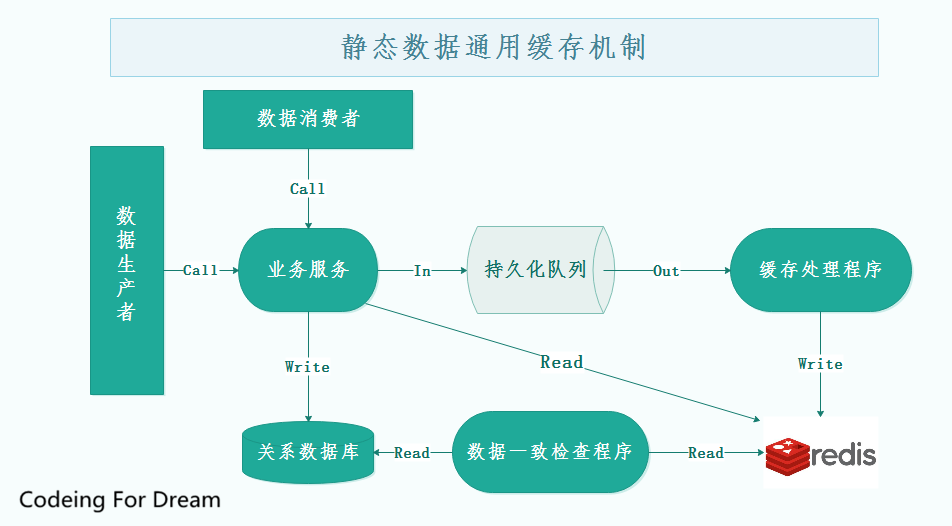 静态数据通用缓存机制
数据消费者
Call
数据生产者
Call
业务服务
In
持久化队列
Out
缓存处理程序
Write
Read
Write
关系数据库
Read
数据一致检查程序
Read
redis
Codeing For Dream